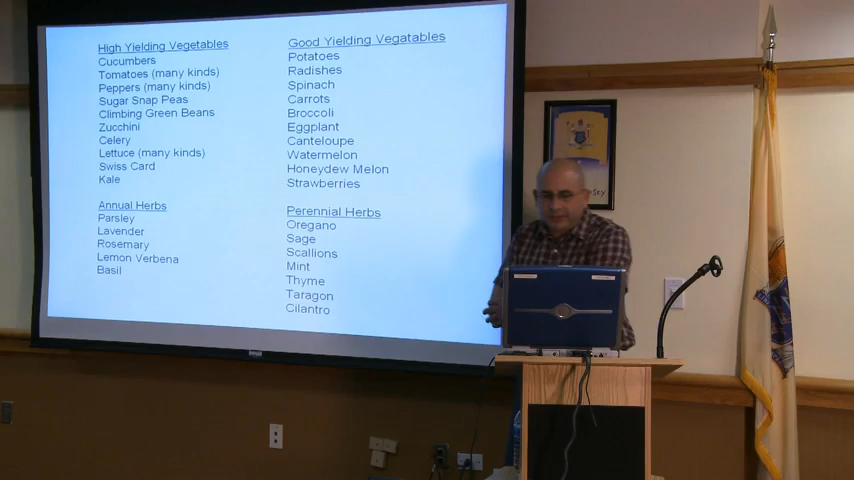 High Yielding Vegetables
Cucumbers
Tomatoes (many kinds)
Peppers (many kinds)
Sugar Snap Peas
Climbing Green Beans
Zucchini
Celery
Lettuce (many kinds)
Swiss Card
Kale
Annual Herbs
Parsley
Lavender
Rosemary
Lemon Verbena
Basil
Good Yielding Vegatables
Potatoes
Radishes
Spinach
Carrots
Broccoli
Eggplant
Canteloupe
Watermelon
Honeydew Melon
Strawberries
Perennial Herbs
Oregano
Sage
Scallions
Mint
Thyme
Taragon
Cilantro